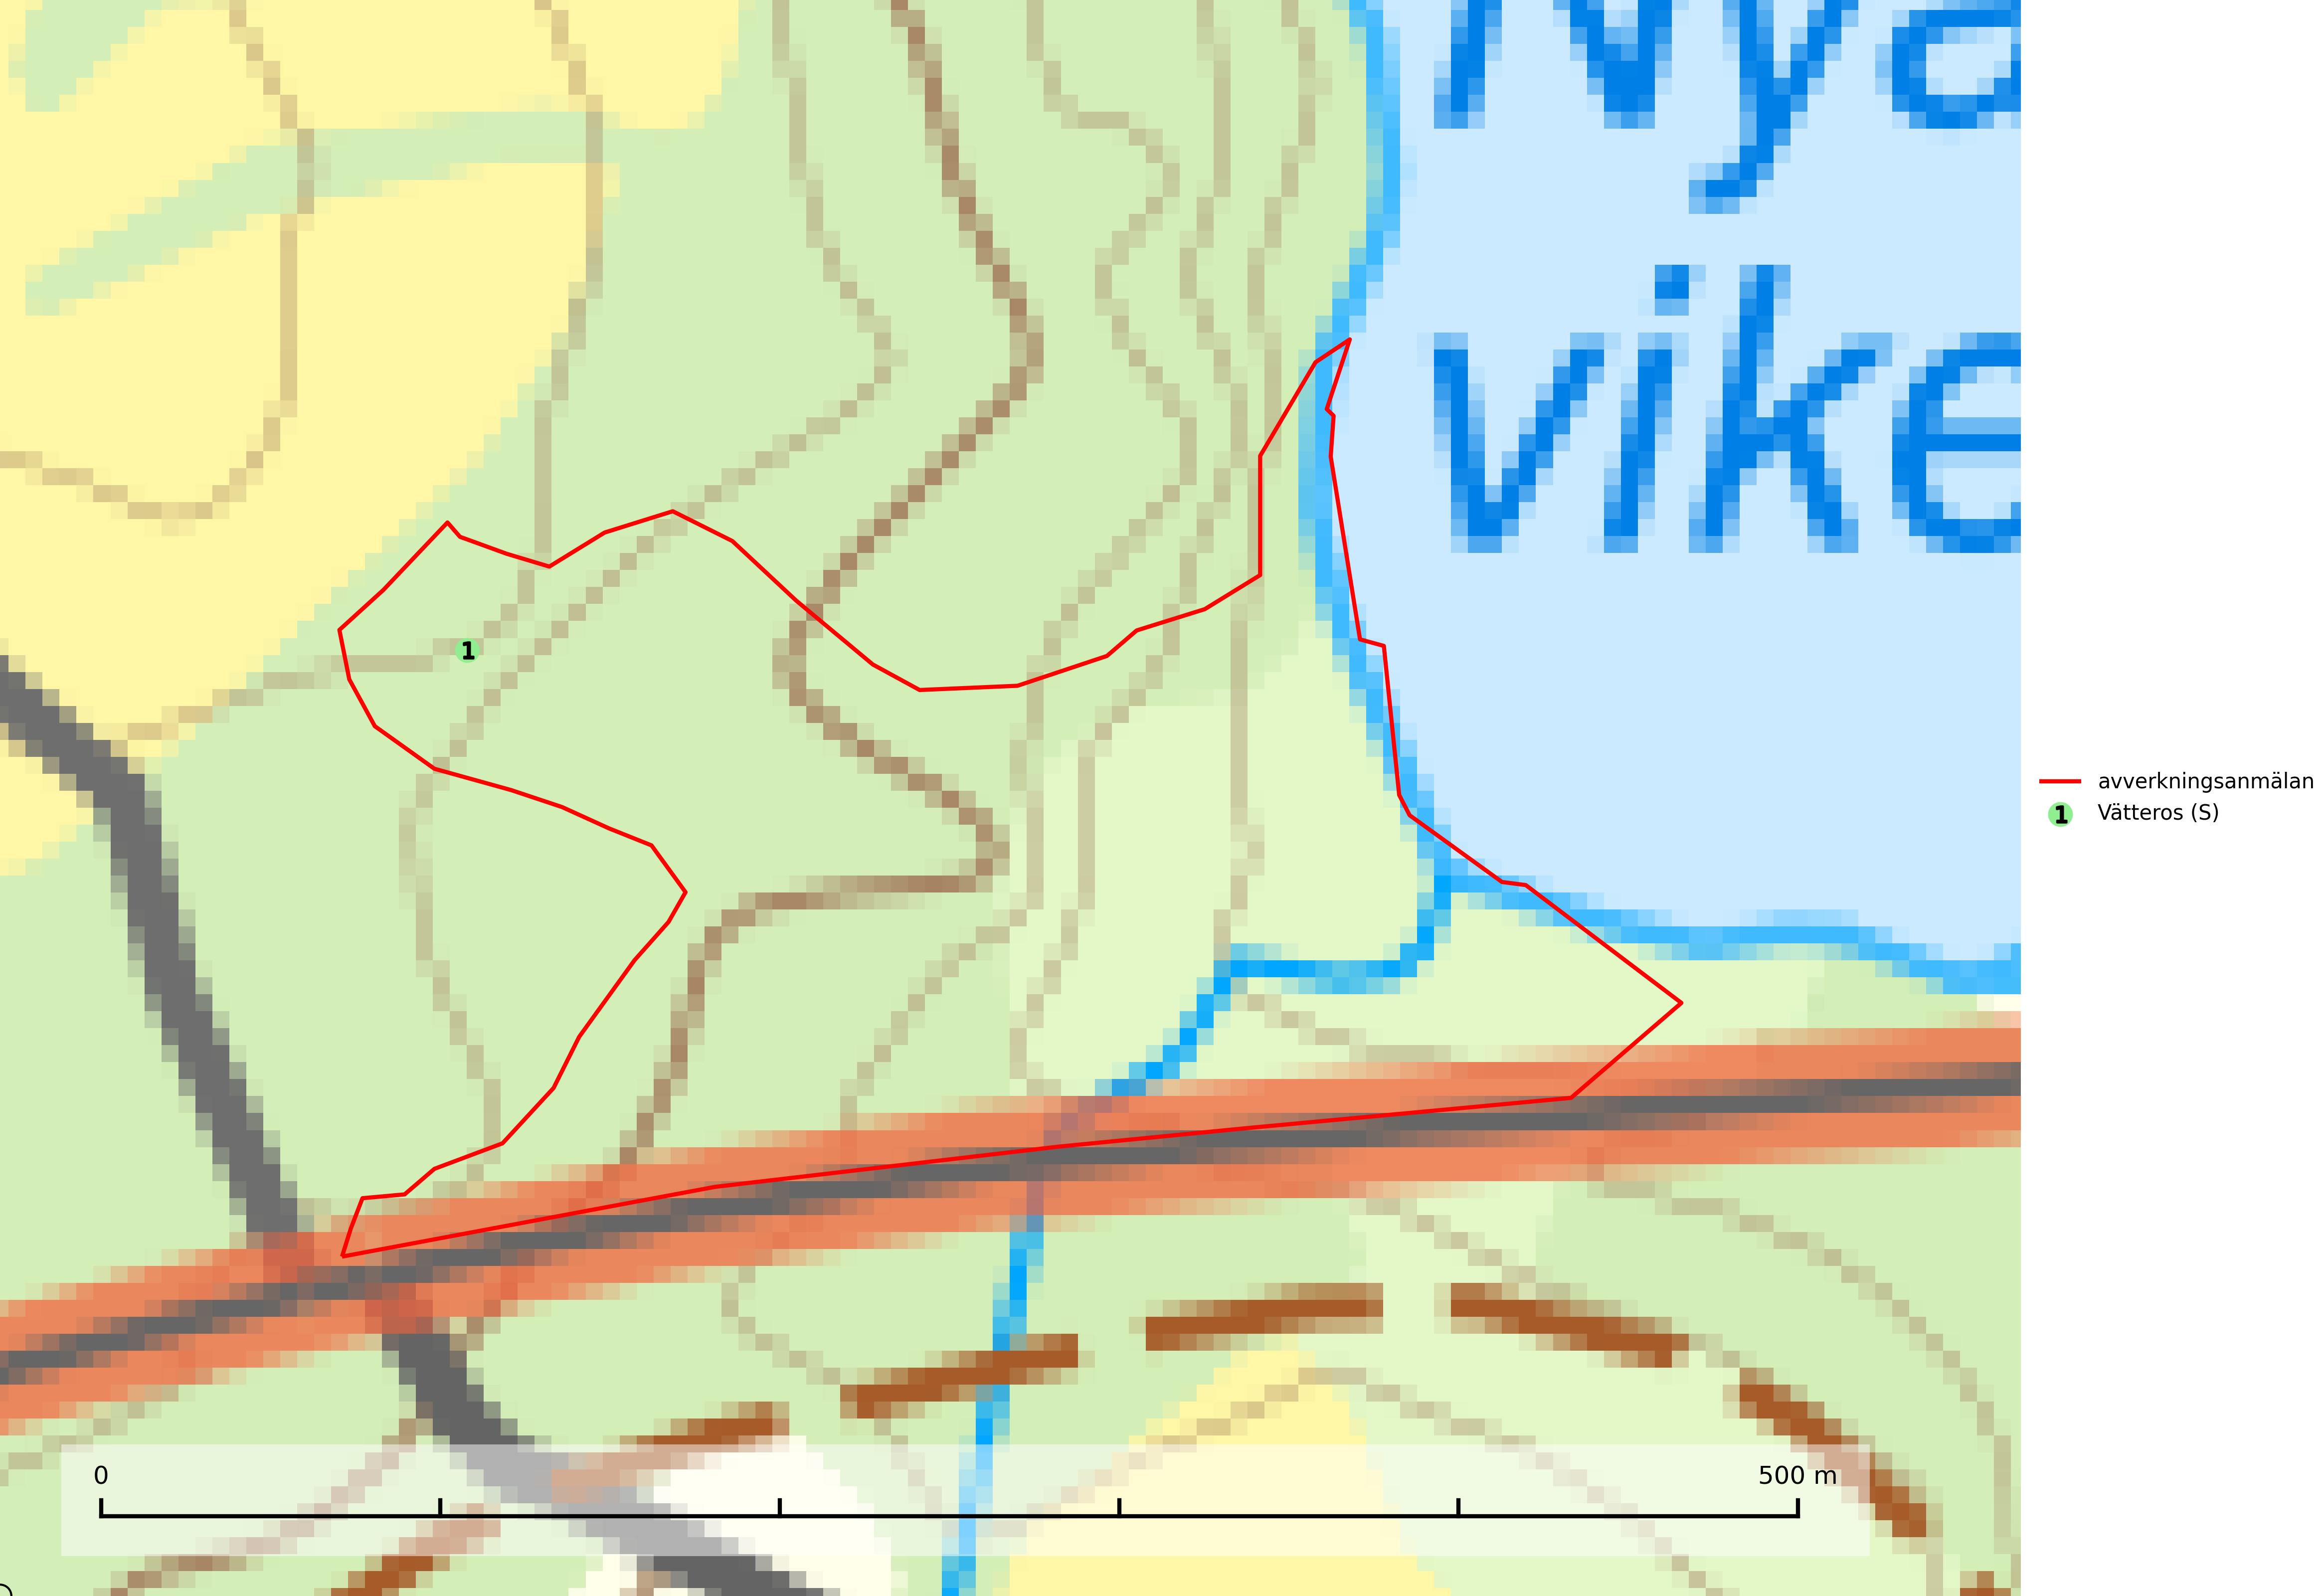 vike
1
avverkningsanmälan
1 Vätteros (S)
0 500 m